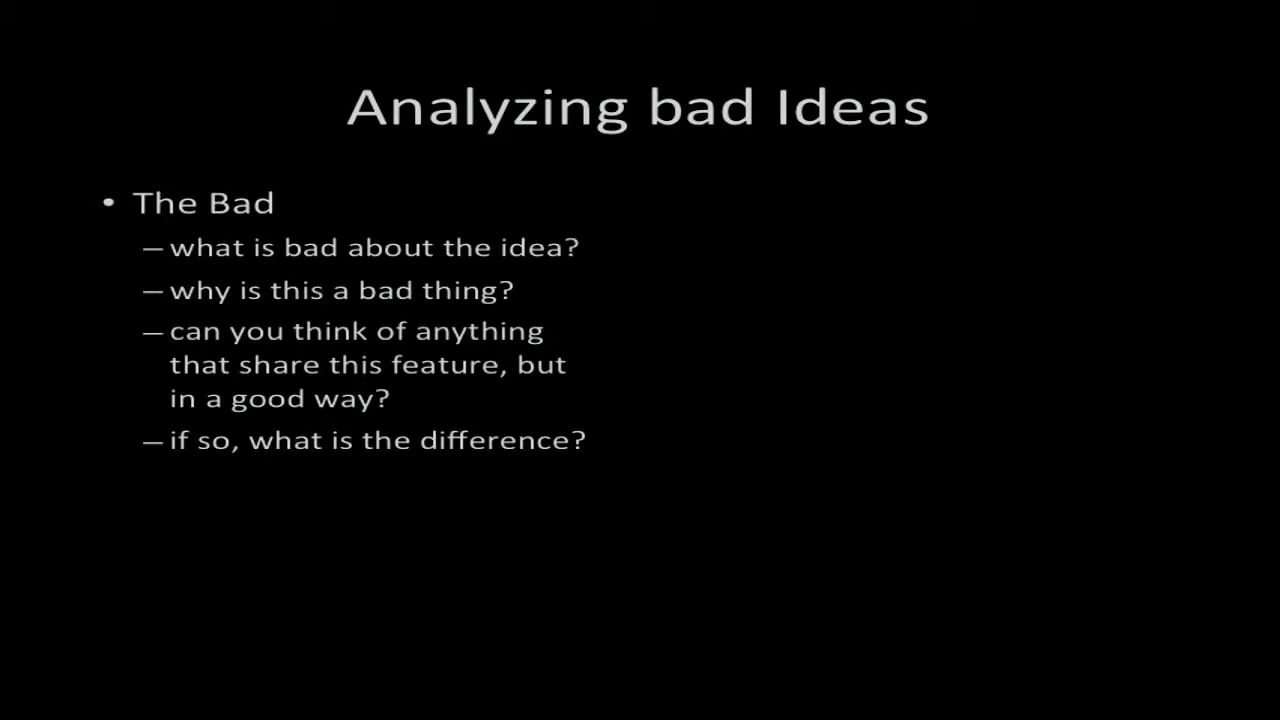 Analyzing bad Ideas
• The Bad
– what is bad about the idea?
– why is this a bad thing?
– can you think of anything
that share this feature, but
in a good way?
– if so, what is the difference?